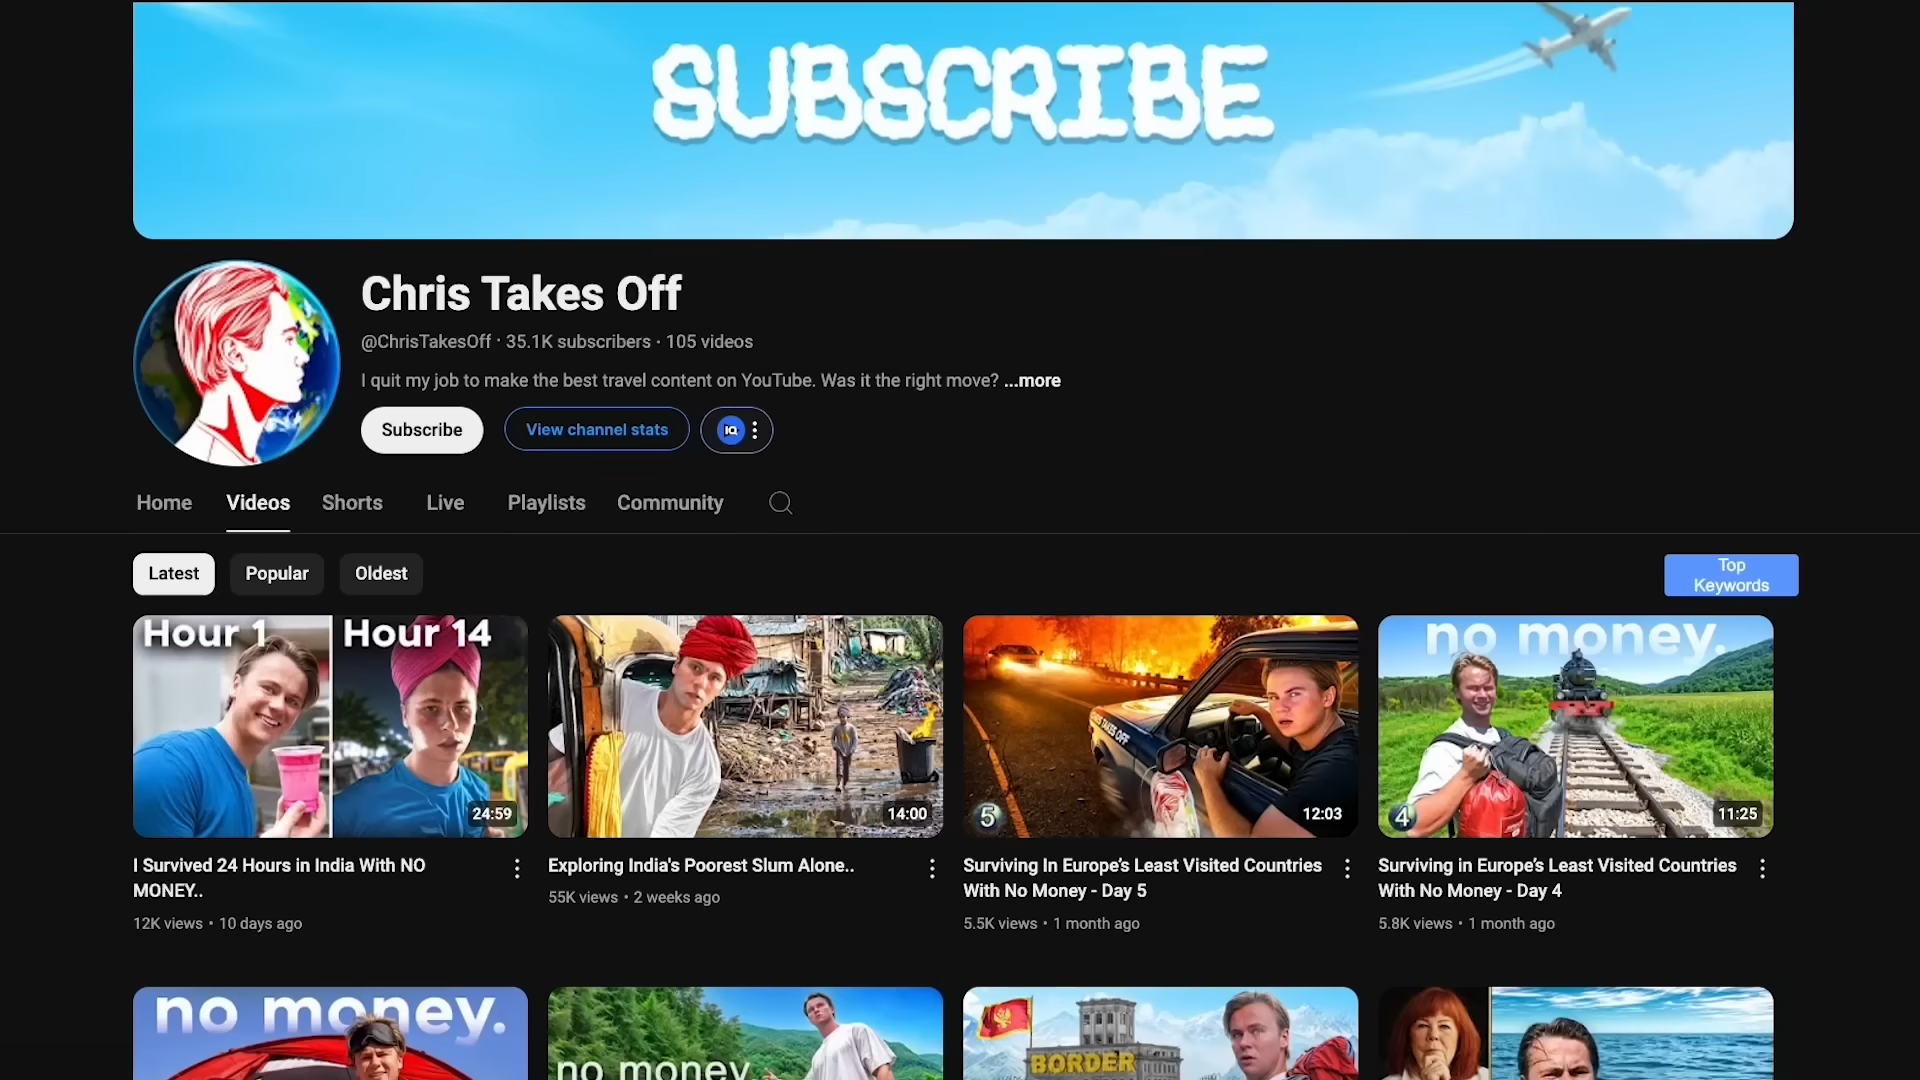 SUBSCRIBE
Chris Takes Off
@ChrisTakesOff · 35.1K subscribers · 105 videos
I quit my job to make the best travel content on YouTube. Was it the right move? ...more
Subscribe
View channel stats
IQ
Home
Videos
Shorts
Live
Playlists
Community
Latest
Popular
Oldest
Top
Keywords
Hour 1
Hour 14
24:59
14:00
CHRIS TAKES OFF
5
12:03
no money.
4
11:25
I Survived 24 Hours in India With NO
MONEY..
12K views • 10 days ago
Exploring India's Poorest Slum Alone..
55K views • 2 weeks ago
Surviving In Europe's Least Visited Countries
With No Money - Day 5
5.5K views • 1 month ago
Surviving in Europe's Least Visited Countries
With No Money - Day 4
5.8K views • 1 month ago
no money.
no money
BORDER